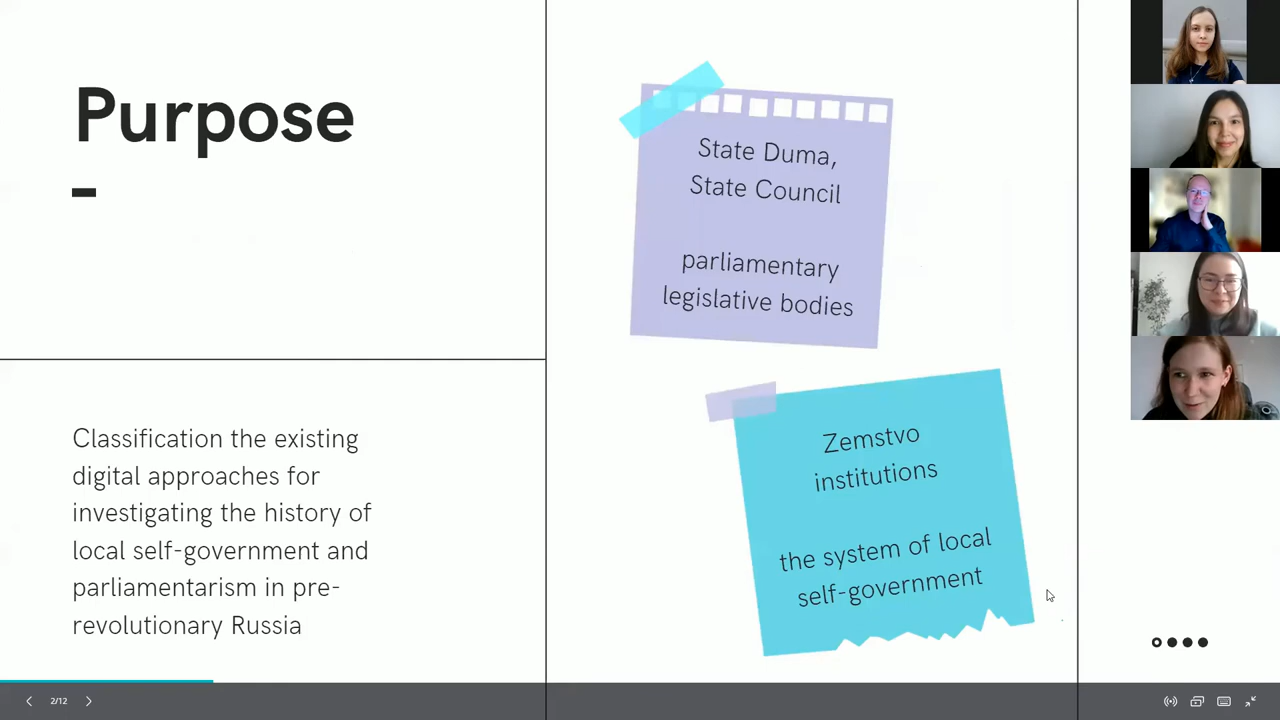 Purpose
Classification the existing
digital approaches for
investigating the history of
local self-government and
parliamentarism in pre-
revolutionary Russia
State Duma,
State Council
parliamentary
legislative bodies
Zemstvo
institutions
the system of local
self-government
2/12